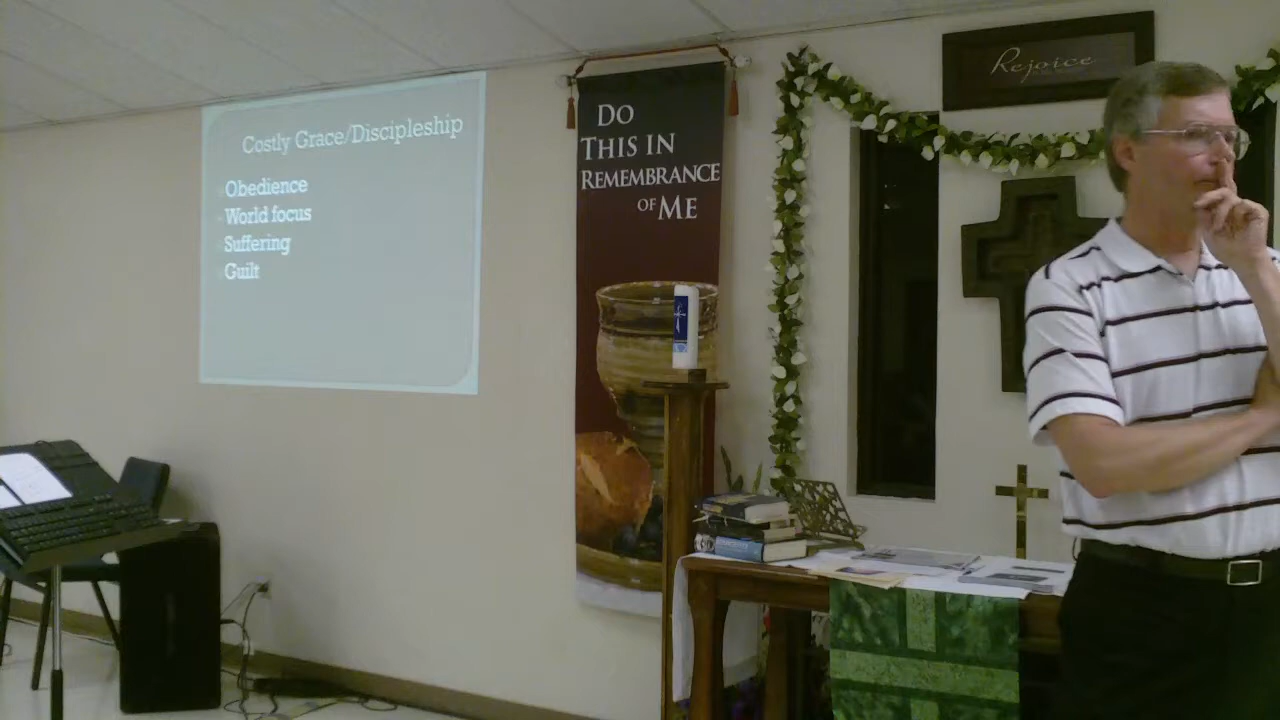 Costly Grace/Discipleship
Obedience
World focus
Suffering
Guilt
DO
THIS IN
REMEMBRANCE
OF ME
Rejoice